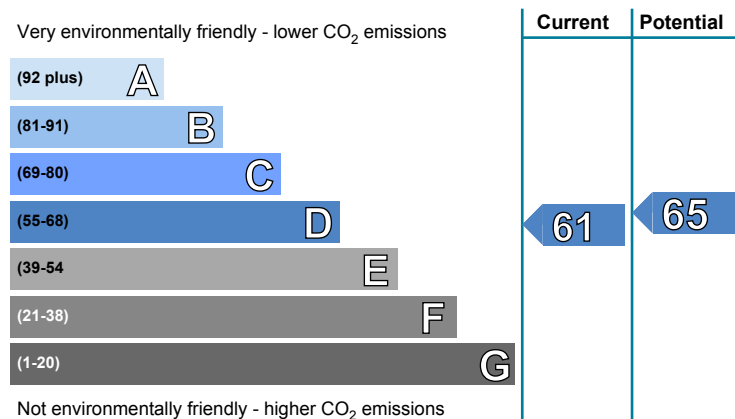 Very environmentally friendly - lower CO2 emissions
Current
Potential
(92 plus) A
(81-91) B
(69-80) C
(55-68) D
61
65
(39-54 E
(21-38) F
(1-20) G
Not environmentally friendly - higher CO2 emissions